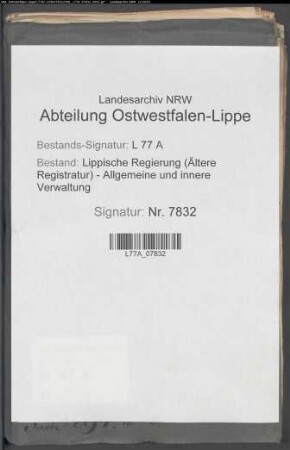 Landesarchiv NRW
Abteilung Ostwestfalen-Lippe
Bestands-Signatur: L 77 A
Bestand: Lippische Regierung (Ältere
Registratur) - Allgemeine und innere
Verwaltung
Signatur: Nr. 7832
L77A_07832